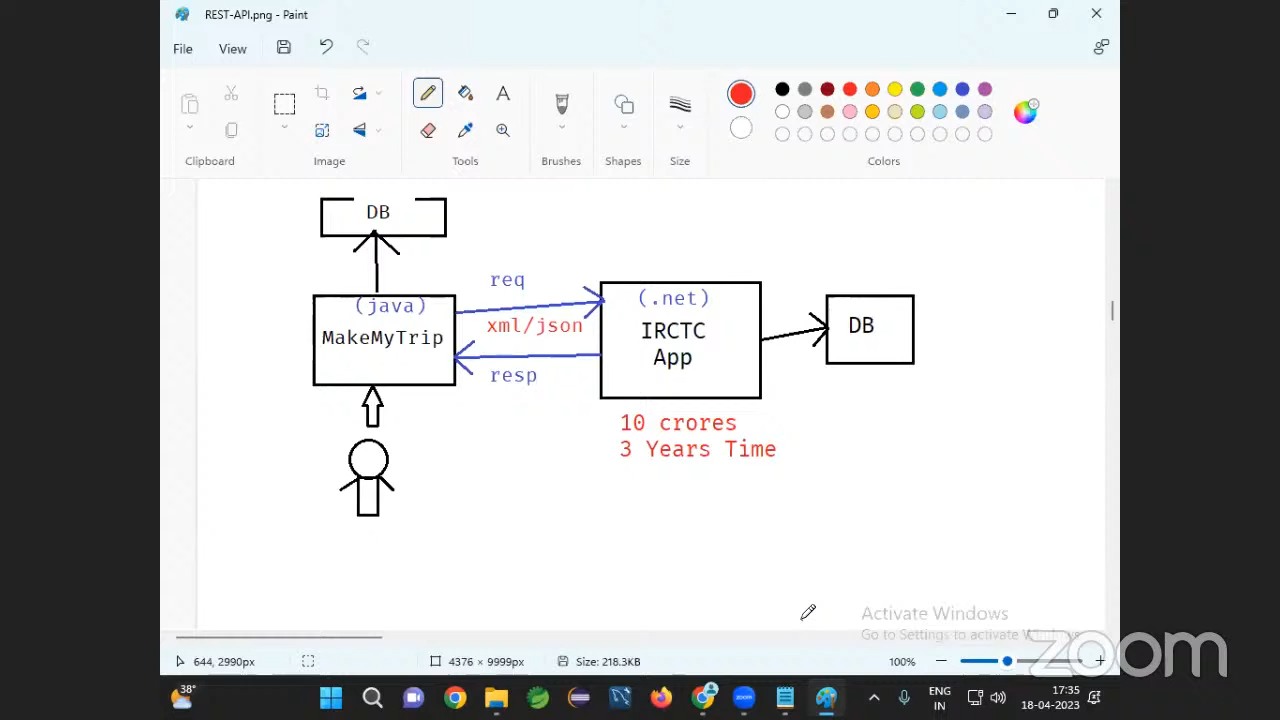 REST-API.png - Paint
File View
Clipboard Image Tools Brushes Shapes Size Colors
DB
(java)
MakeMyTrip
req
xml/json
resp
(.net)
IRCTC
App
DB
10 crores
3 Years Time
Activate Windows
Go to Settings to activate Windows.
644, 2990px 4376 × 9999px Size: 218.3KB 100%
zoom
38°
zoom
ENG
IN
17:35
18-04-2023